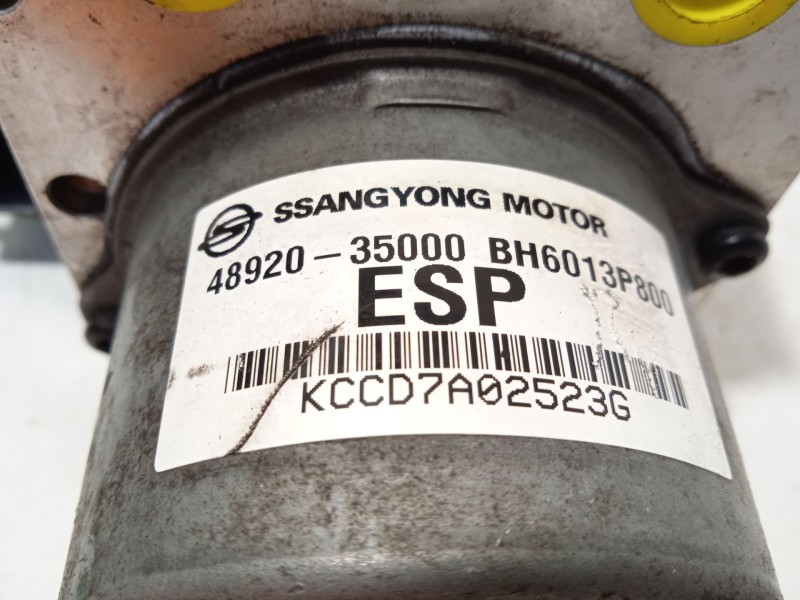 SSANGYONG MOTOR
48920-35000 BH6013P800
ESP
KCCD7A02523G